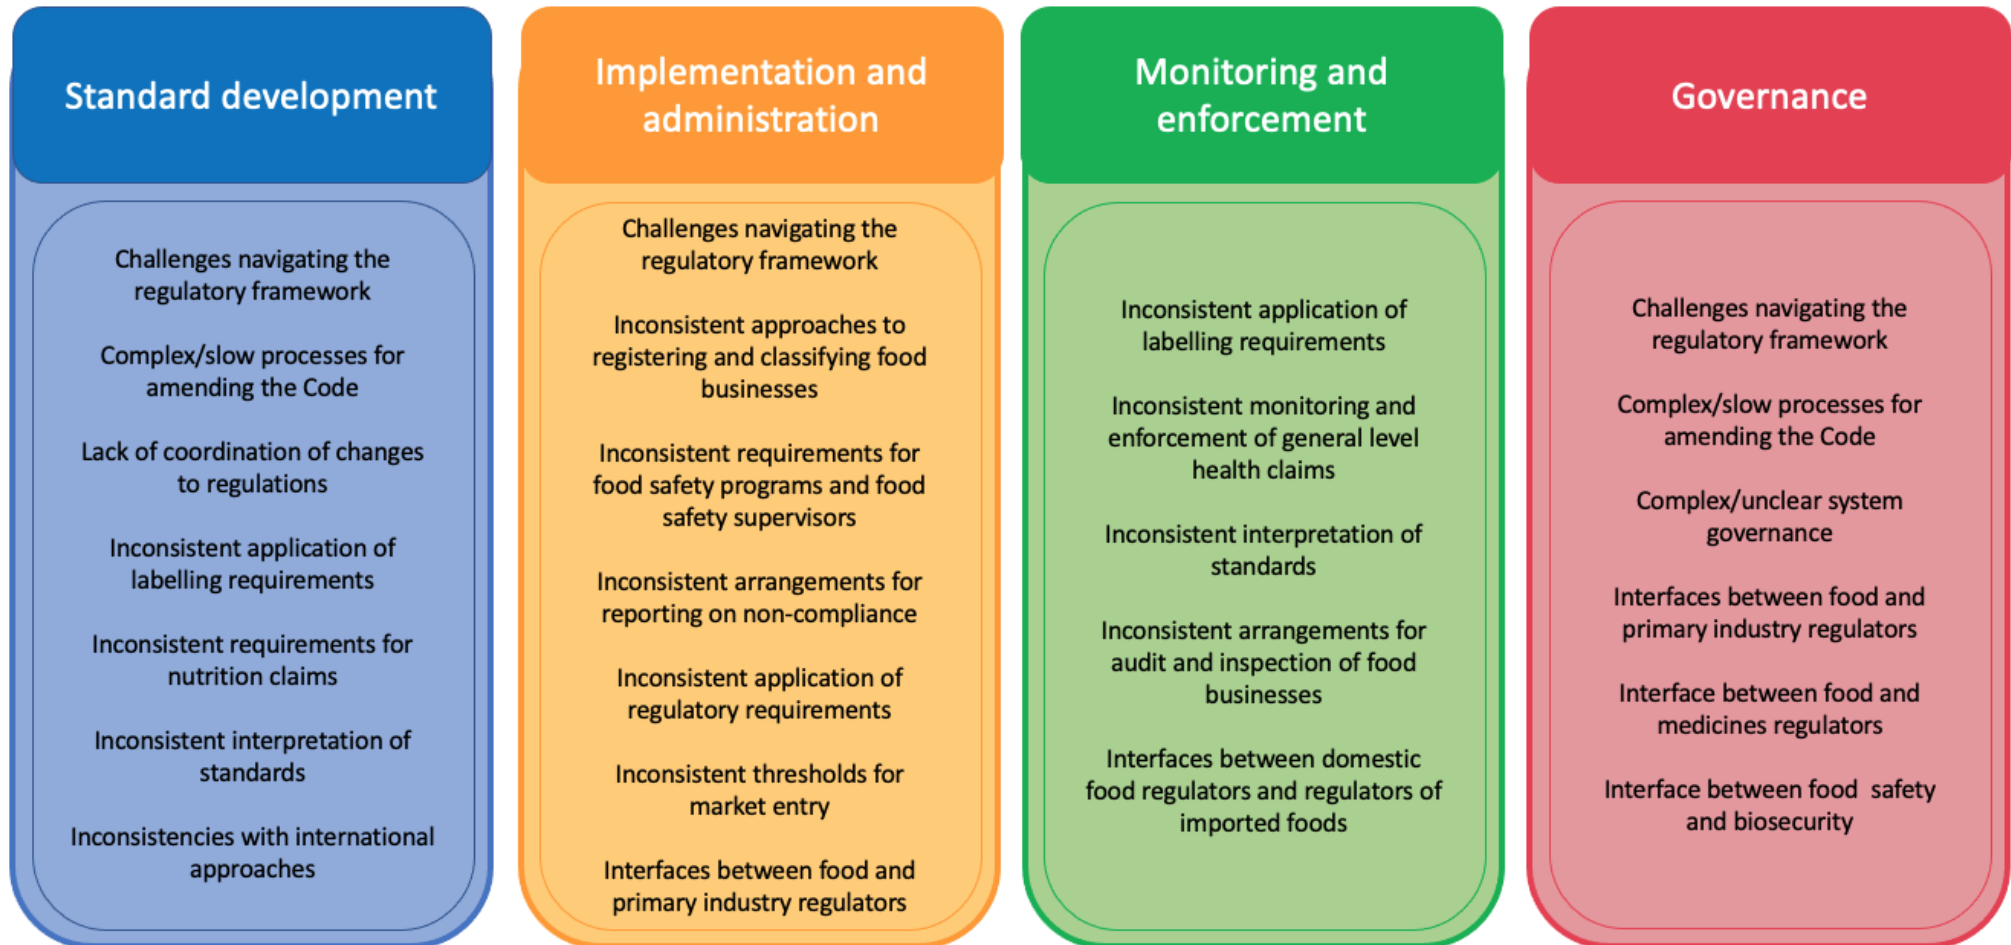 Standard development
Challenges navigating the
regulatory framework
Complex/slow processes for
amending the Code
Lack of coordination of changes
to regulations
Inconsistent application of
labelling requirements
Inconsistent requirements for
nutrition claims
Inconsistent interpretation of
standards
Inconsistencies with international
approaches
Implementation and
administration
Challenges navigating the
regulatory framework
Inconsistent approaches to
registering and classifying food
businesses
Inconsistent requirements for
food safety programs and food
safety supervisors
Inconsistent arrangements for
reporting on non-compliance
Inconsistent application of
regulatory requirements
Inconsistent thresholds for
market entry
Interfaces between food and
primary industry regulators
Monitoring and
enforcement
Inconsistent application of
labelling requirements
Inconsistent monitoring and
enforcement of general level
health claims
Inconsistent interpretation of
standards
Inconsistent arrangements for
audit and inspection of food
businesses
Interfaces between domestic
food regulators and regulators of
imported foods
Governance
Challenges navigating the
regulatory framework
Complex/slow processes for
amending the Code
Complex/unclear system
governance
Interfaces between food and
primary industry regulators
Interface between food and
medicines regulators
Interface between food  safety
and biosecurity